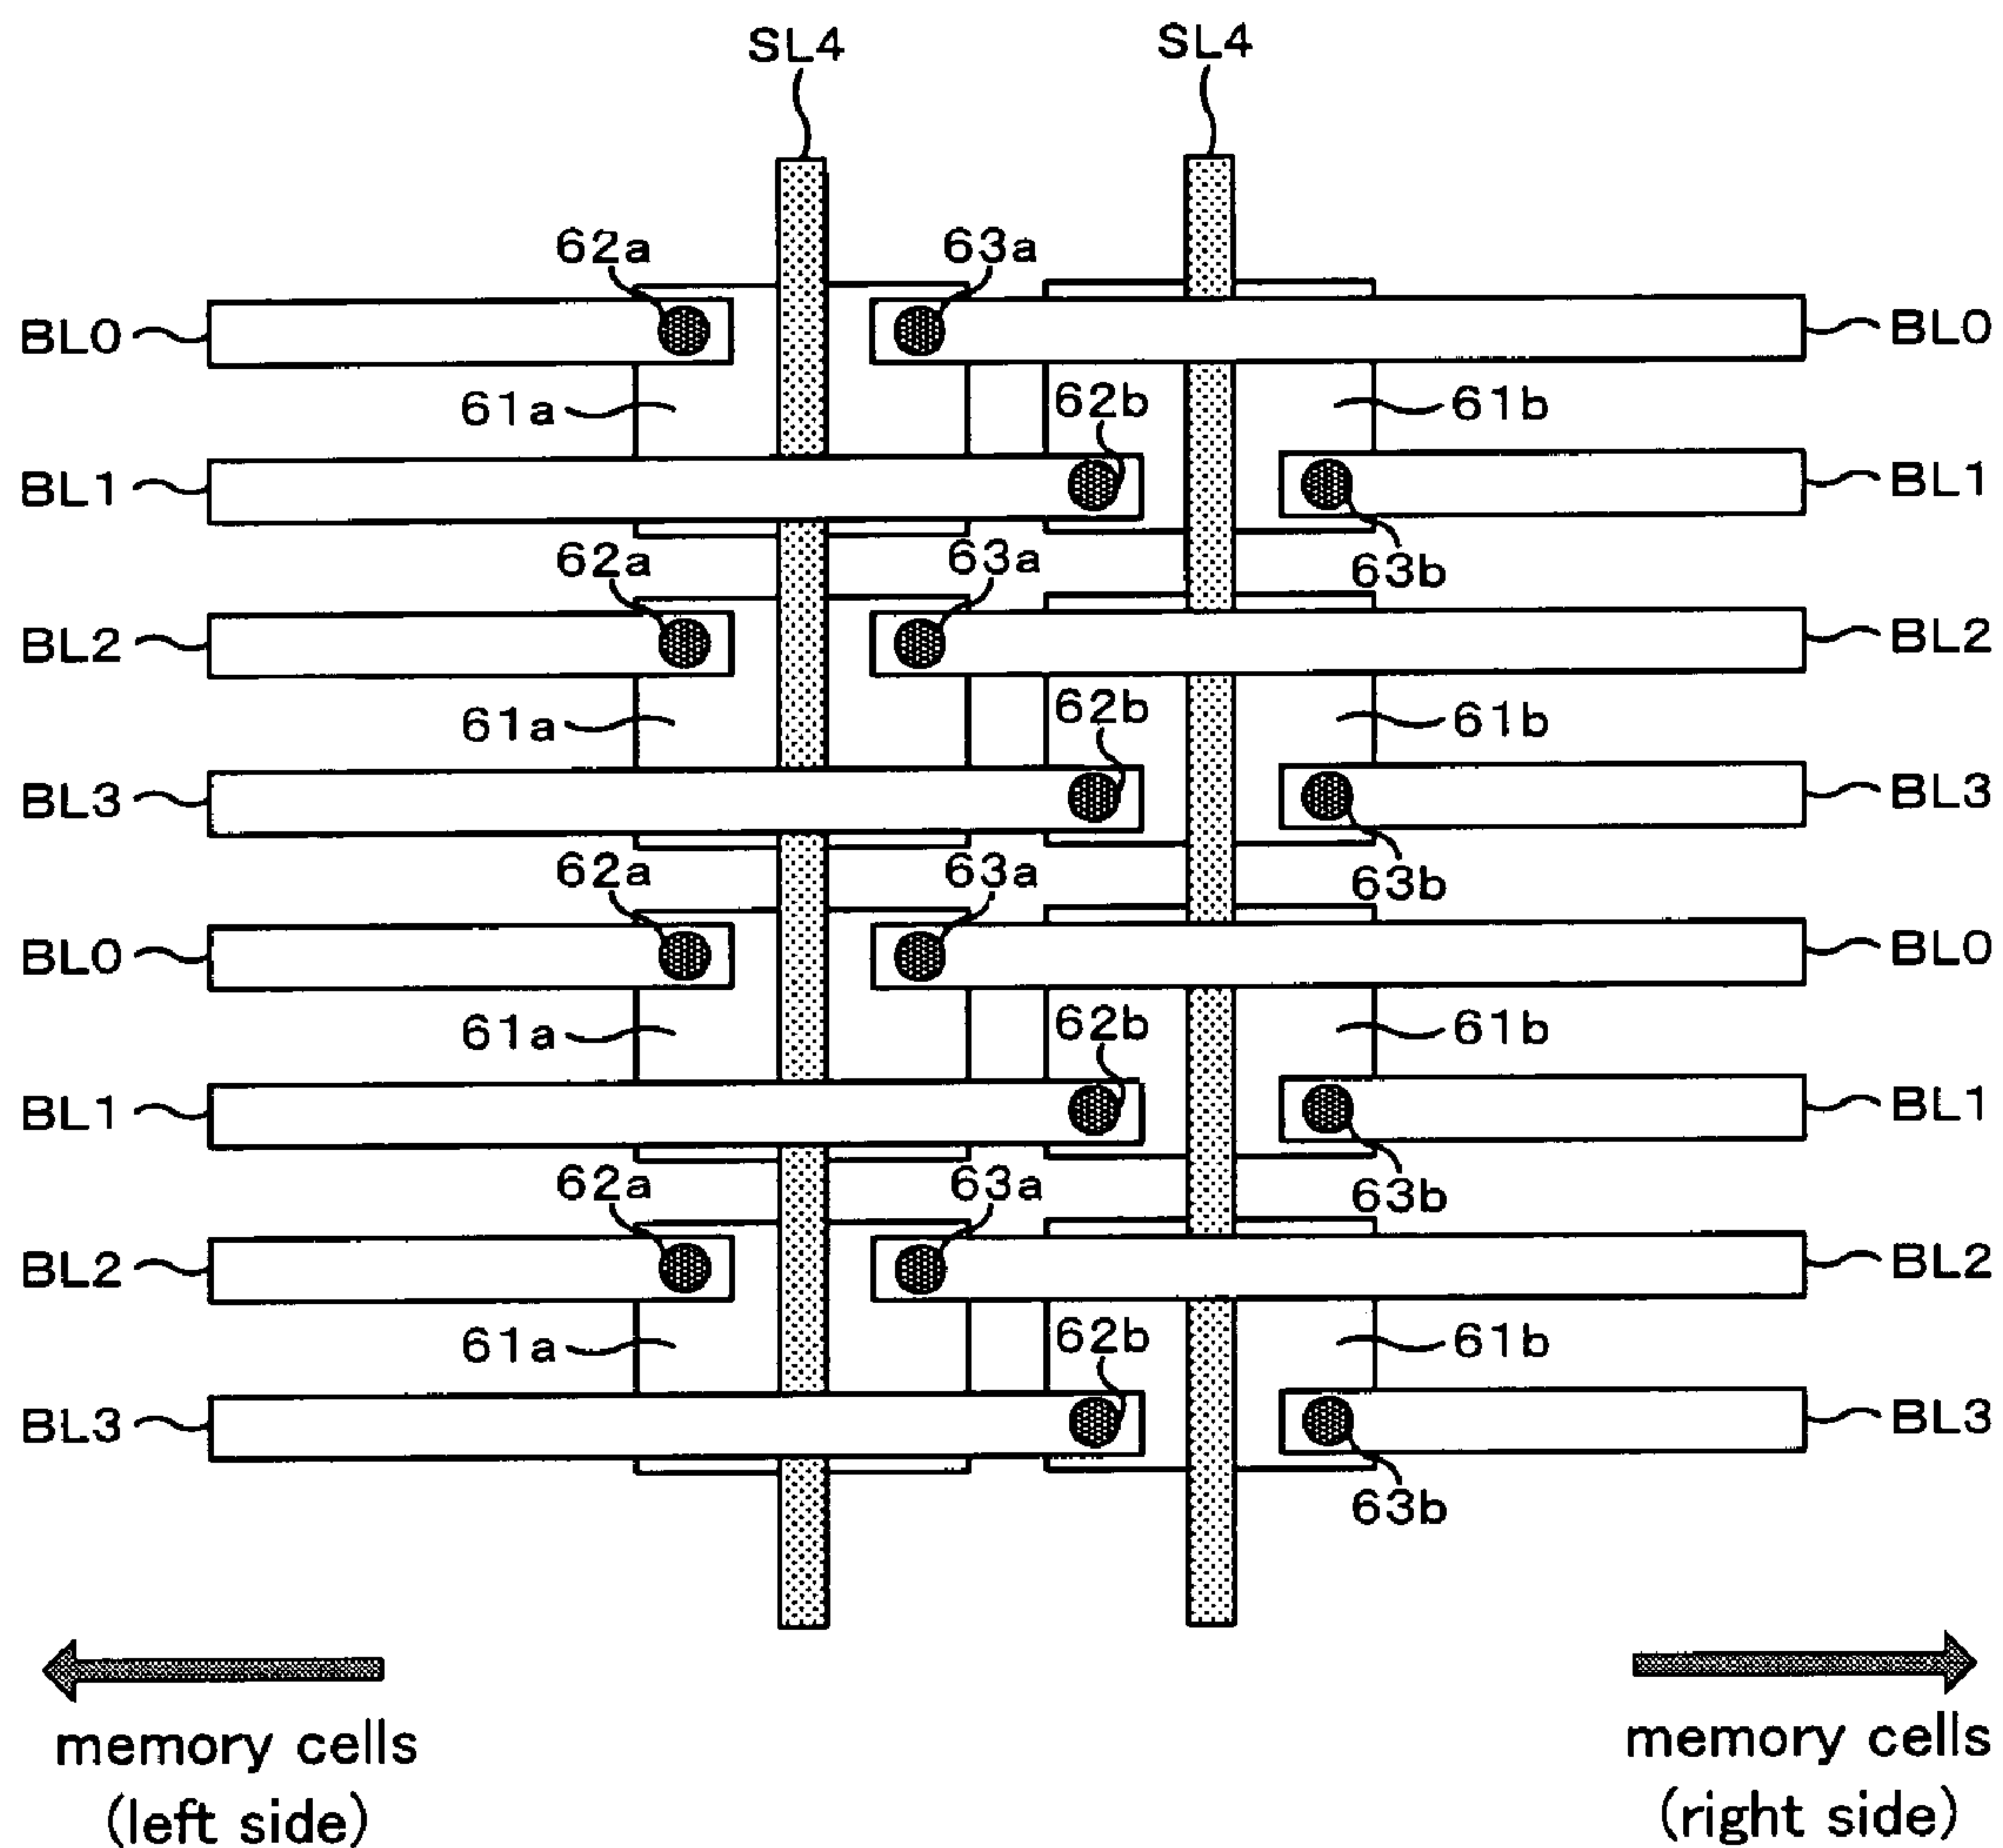 SL4 SL4
62a 63a
BL0 BL0
61a 62b 61b
BL1 BL1
62a 63a 63b
BL2 BL2
61a 62b 61b
BL3 BL3
62a 63a 63b
BL0 BL0
61a 62b 61b
BL1 BL1
62a 63a 63b
BL2 BL2
61a 62b 61b
BL3 BL3
63b
memory cells
(left side)
memory cells
(right side)